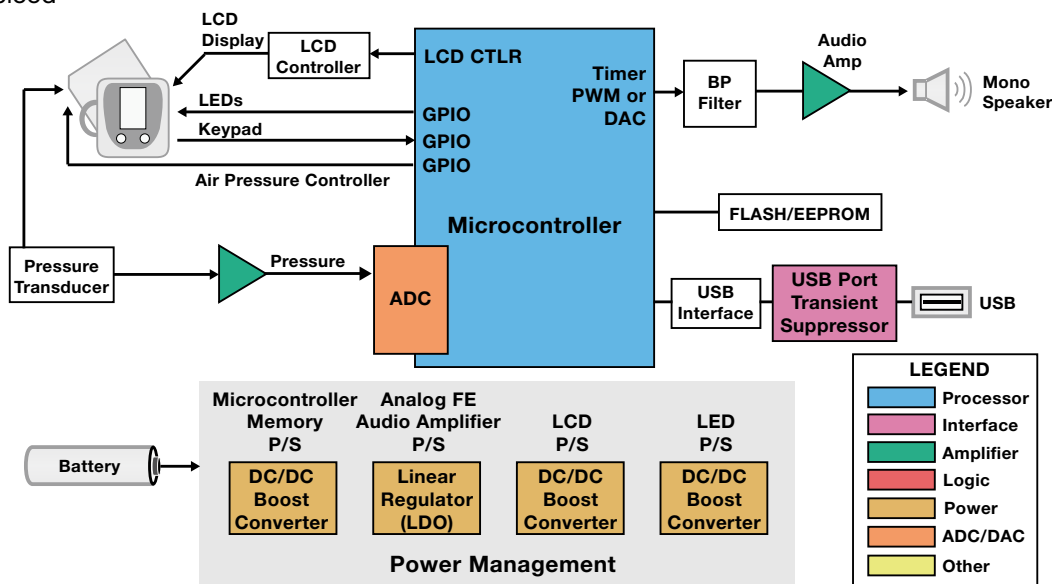 LCD
Display
LCD
Controller
LCD CTLR
LEDs
GPIO
Keypad
GPIO
GPIO
Air Pressure Controller
Timer
PWM or
DAC
BP
Filter
Audio
Amp
Mono
Speaker
Microcontroller
FLASH/EEPROM
Pressure
Transducer
Pressure
ADC
USB
Interface
USB Port
Transient
Suppressor
USB
Battery
Microcontroller
Memory
P/S
DC/DC
Boost
Converter
Analog FE
Audio Amplifier
P/S
Linear
Regulator
(LDO)
LCD
P/S
DC/DC
Boost
Converter
LED
P/S
DC/DC
Boost
Converter
Power Management
LEGEND
Processor
Interface
Amplifier
Logic
Power
ADC/DAC
Other